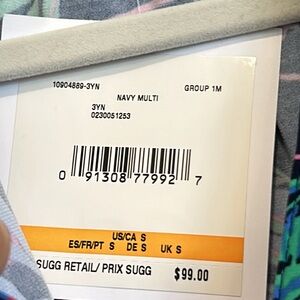 10904889-3YN GROUP 1M
NAVY MULTI
3YN
0230051253
0 91308 77992 7
US/CA S
ES/FR/PT S DE S UK S
SUGG RETAIL/ PRIX SUGG $99.00